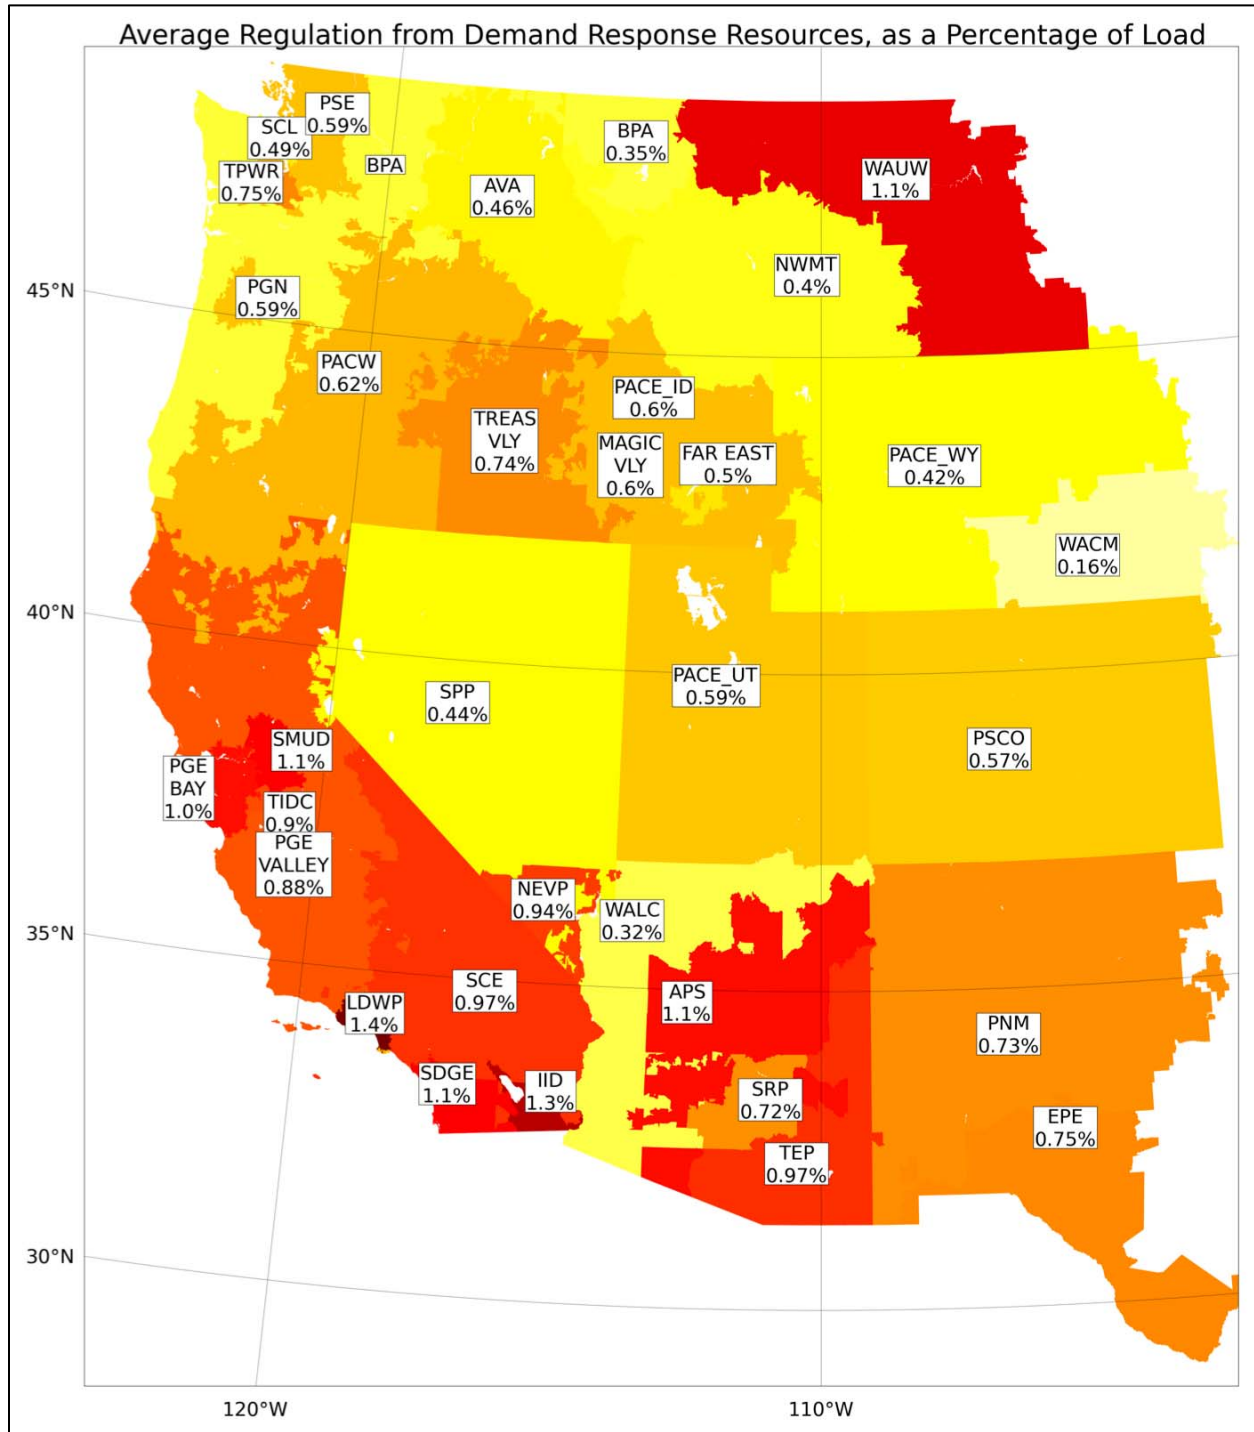 Average Regulation from Demand Response Resources, as a Percentage of Load
PSE
0.59%
SCL
0.49%
BPA
0.35%
BPA
TPWR
0.75%
AVA
0.46%
WAUW
1.1%
NWMT
0.4%
45°N
PGN
0.59%
PACW
0.62%
PACE_ID
0.6%
TREAS
VLY
0.74%
MAGIC
VLY
0.6%
FAR EAST
0.5%
PACE_WY
0.42%
WACM
0.16%
40°N
PACE_UT
0.59%
SPP
0.44%
PSCO
0.57%
SMUD
1.1%
PGE
BAY
1.0%
TIDC
0.9%
PGE
VALLEY
0.88%
NEVP
0.94%
WALC
0.32%
35°N
SCE
0.97%
APS
1.1%
LDWP
1.4%
PNM
0.73%
SDGE
1.1%
IID
1.3%
SRP
0.72%
EPE
0.75%
TEP
0.97%
30°N
120°W
110°W